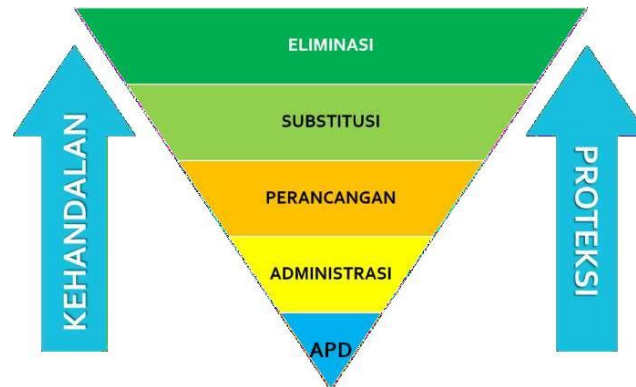 ELIMINASI
SUBSTITUSI
PERANCANGAN
ADMINISTRASI
APD
KEHANDALAN
PROTEKSI